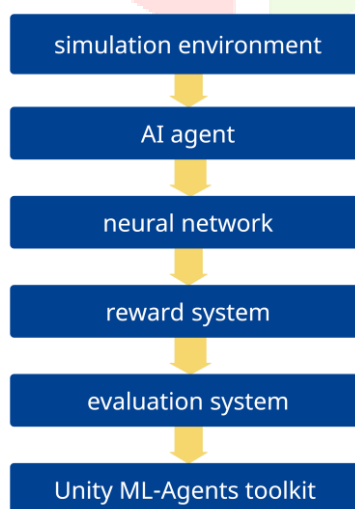 simulation environment
AI agent
neural network
reward system
evaluation system
Unity ML-Agents toolkit